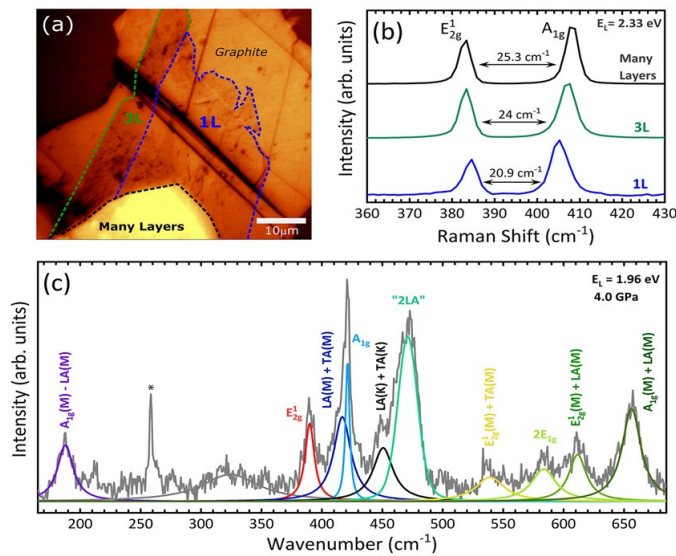 (a)
Graphite
3L
1L
Many Layers
10μm
(b)
E¹₂g
A₁g
E_L= 2.33 eV
25.3 cm⁻¹
Many
Layers
24 cm⁻¹
3L
20.9 cm⁻¹
1L
Intensity (arb. units)
360 370 380 390 400 410 420 430
Raman Shift (cm⁻¹)
(c)
E_L = 1.96 eV
4.0 GPa
A₁g(M) - LA(M)
*
E¹₂g
LA(M) + TA(M)
A₁g
LA(K) + TA(K)
"2LA"
E¹₂g(M) + TA(M)
2E₁g
E¹₂g(M) + LA(M)
A₁g(M) + LA(M)
Intensity (arb. units)
200 250 300 350 400 450 500 550 600 650
Wavenumber (cm⁻¹)